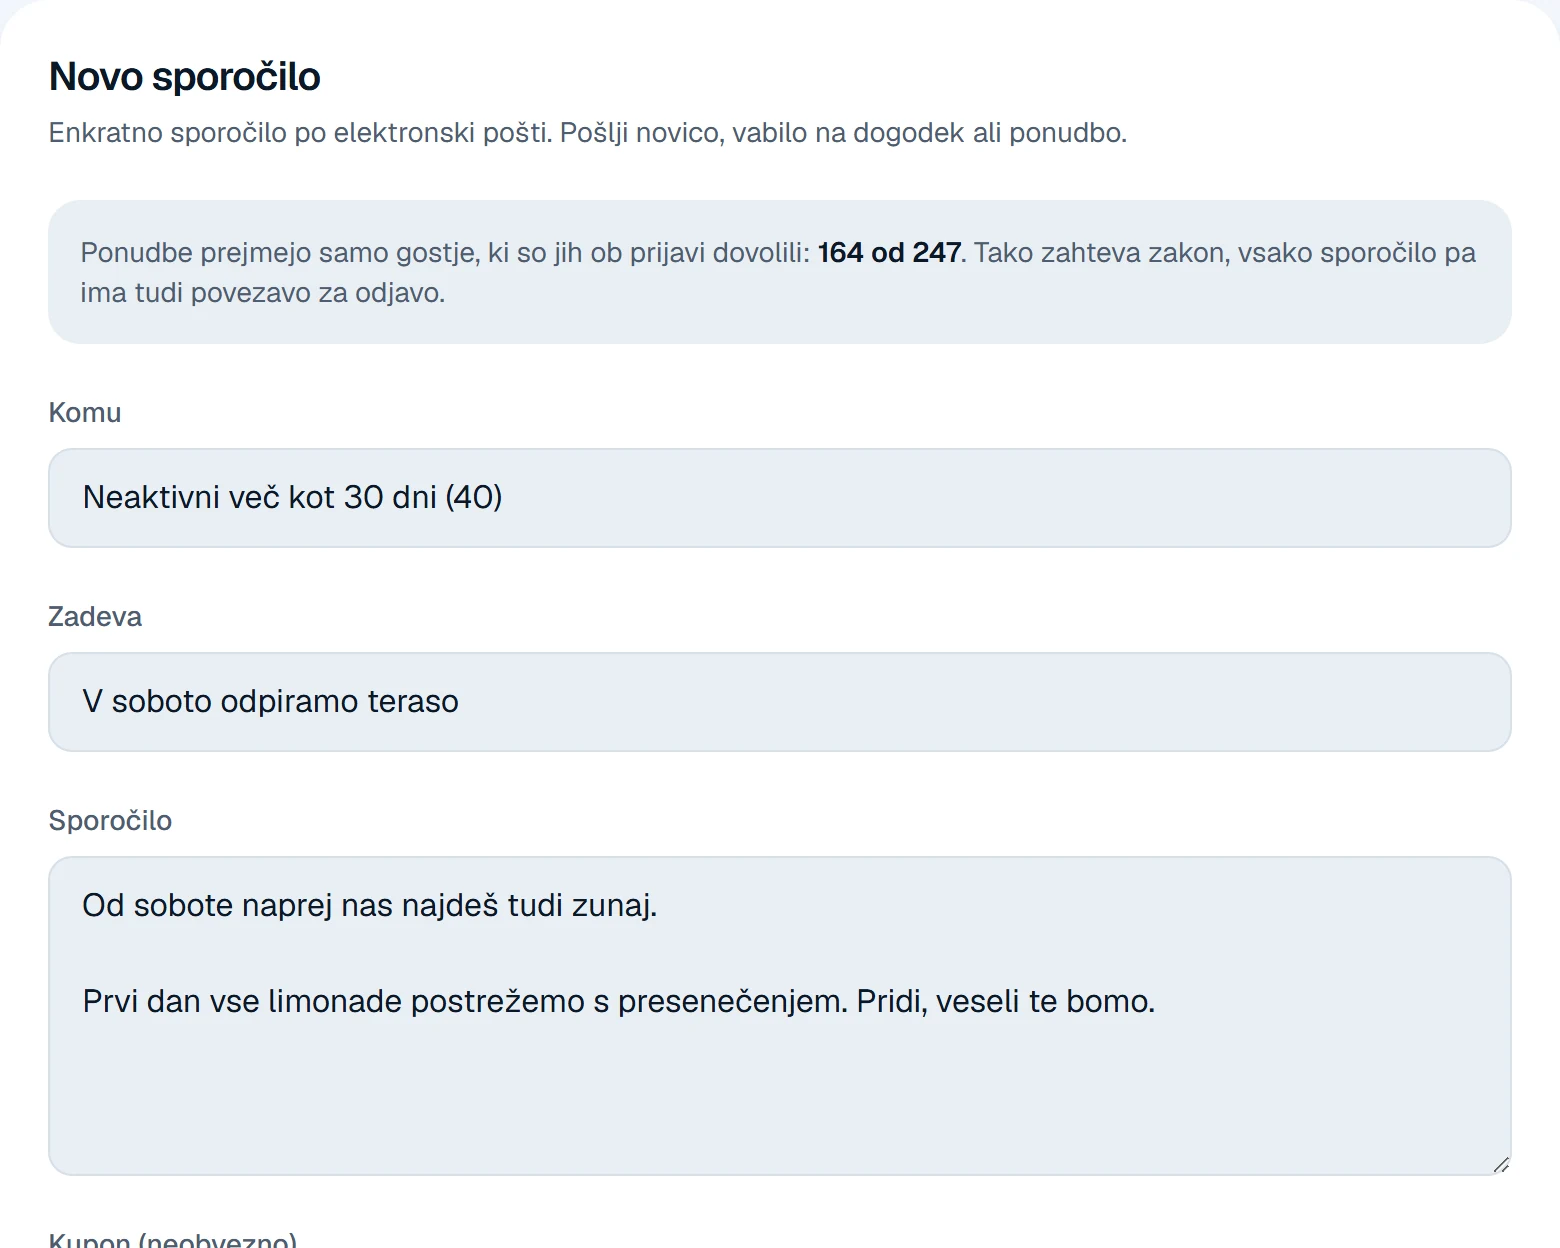 Novo sporočilo
Enkratno sporočilo po elektronski pošti. Pošlji novico, vabilo na dogodek ali ponudbo.
Ponudbe prejmejo samo gostje, ki so jih ob prijavi dovolili: 164 od 247. Tako zahteva zakon, vsako sporočilo pa
ima tudi povezavo za odjavo.
Komu
Neaktivni več kot 30 dni (40)
Zadeva
V soboto odpiramo teraso
Sporočilo
Od sobote naprej nas najdeš tudi zunaj.
Prvi dan vse limonade postrežemo s presenečenjem. Pridi, veseli te bomo.
Kupon (neobvezno)